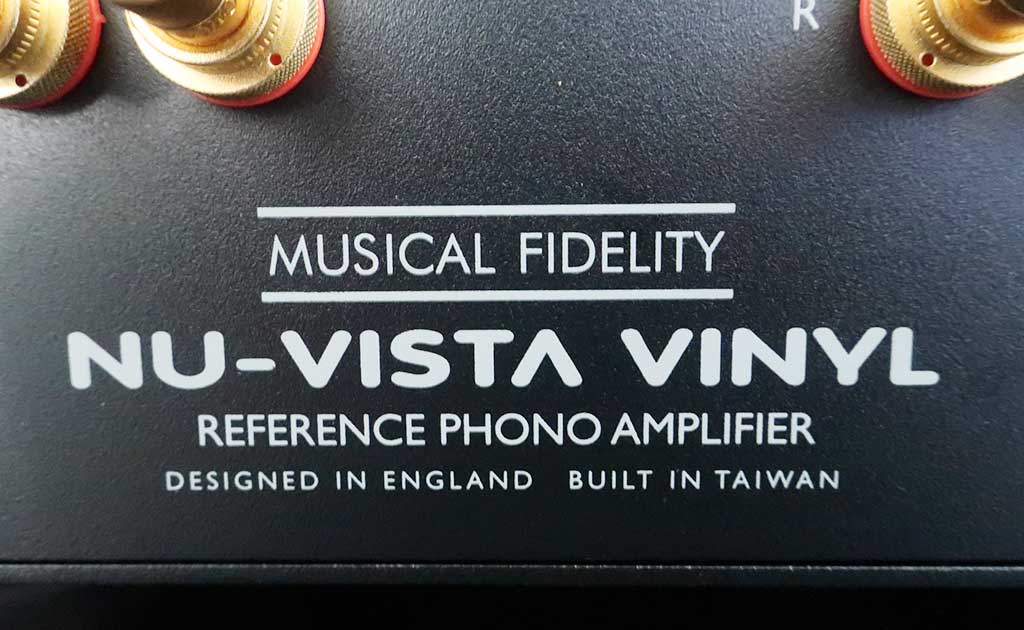 R
MUSICAL FIDELITY
NU-VISTA VINYL
REFERENCE PHONO AMPLIFIER
DESIGNED IN ENGLAND BUILT IN TAIWAN